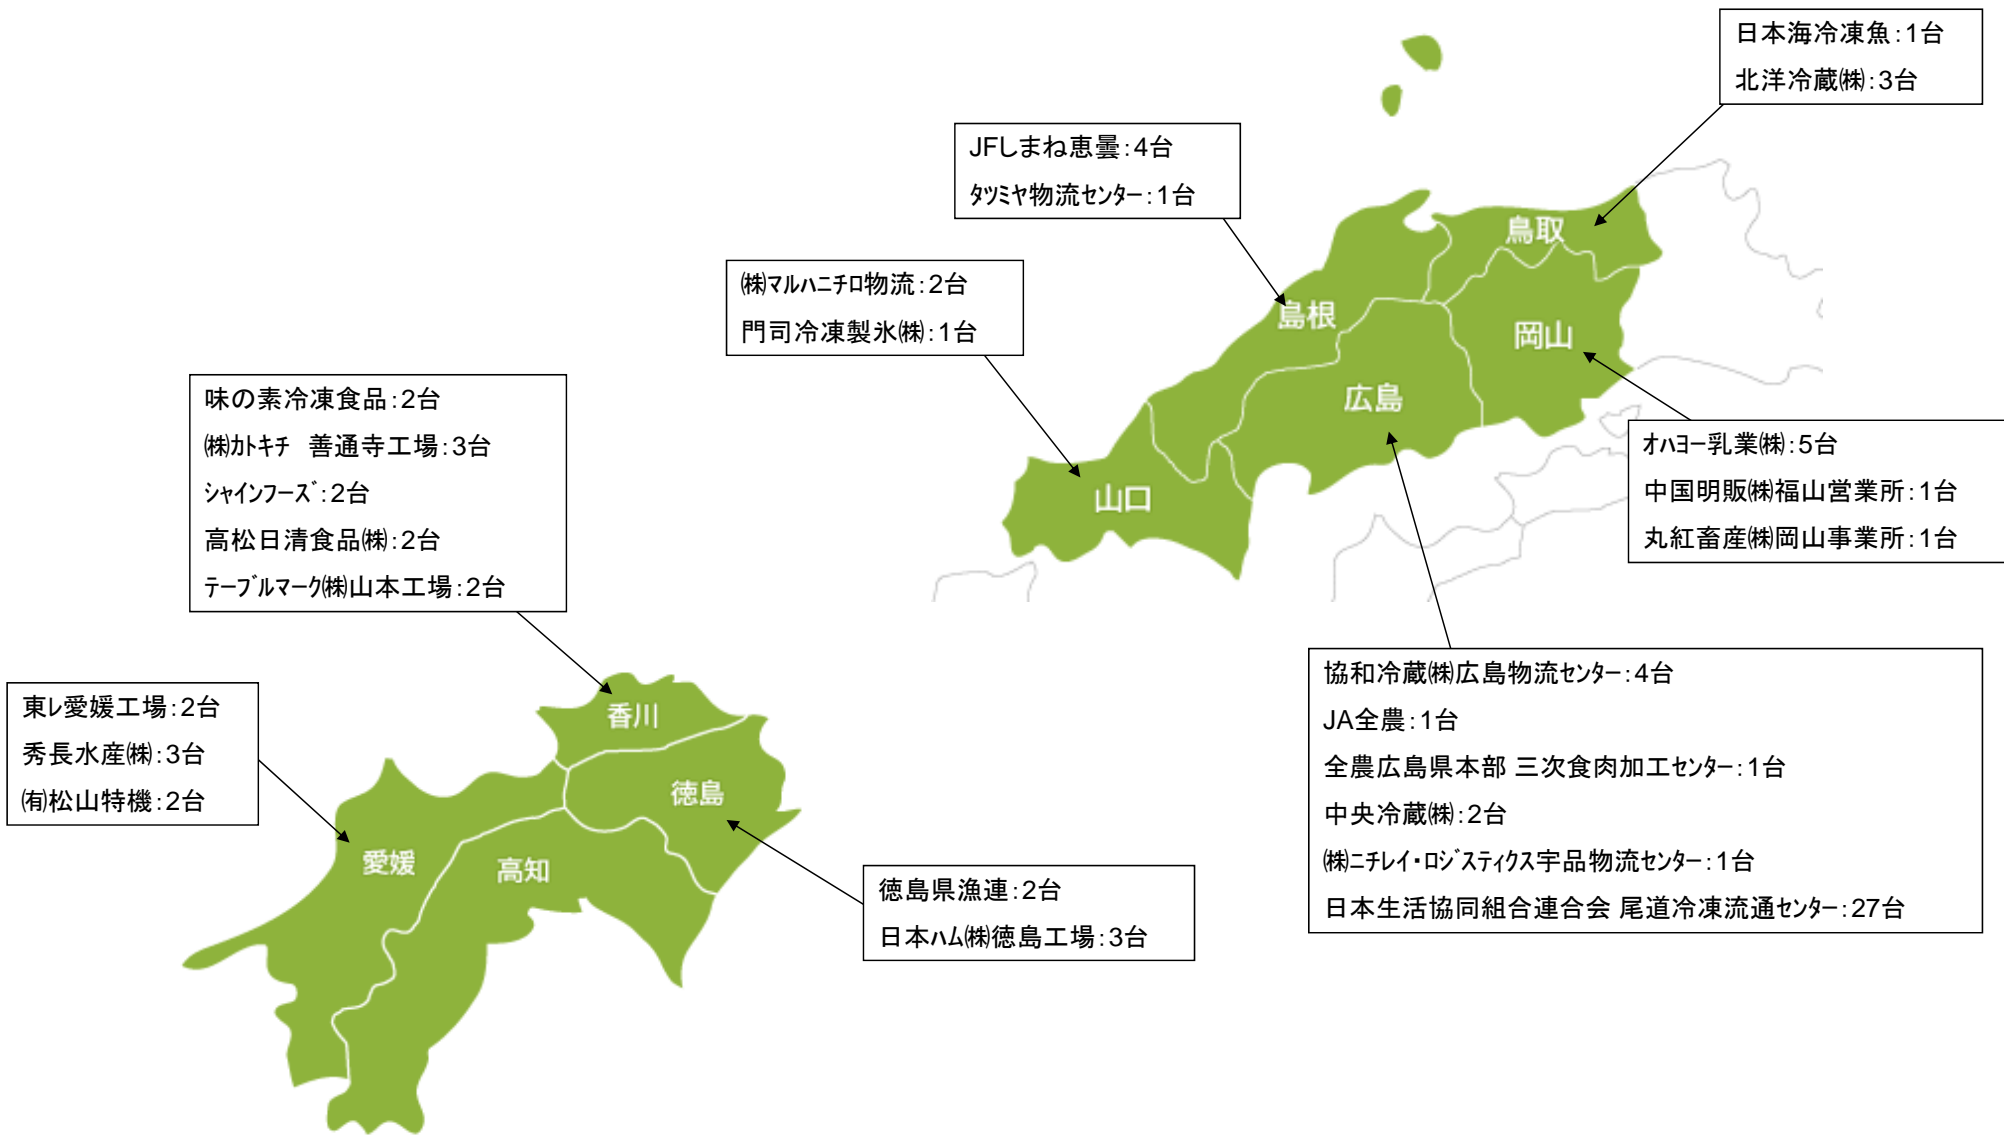 日本海冷凍魚:1台
北洋冷蔵㈱:3台
JFしまね恵曇:4台
ﾀﾂﾐﾔ物流ｾﾝﾀｰ:1台
鳥取
㈱ﾏﾙﾊﾆﾁﾛ物流:2台
門司冷凍製氷㈱:1台
島根
岡山
広島
山口
オハヨー乳業㈱:5台
中国明販㈱福山営業所:1台
丸紅畜産㈱岡山事業所:1台
味の素冷凍食品:2台
㈱ｶﾄｷﾁ　善通寺工場:3台
ｼｬｲﾝﾌｰｽﾞ:2台
高松日清食品㈱:2台
ﾃｰﾌﾞﾙﾏｰｸ㈱山本工場:2台
協和冷蔵㈱広島物流ｾﾝﾀｰ:4台
JA全農:1台
全農広島県本部 三次食肉加工ｾﾝﾀｰ:1台
中央冷蔵㈱:2台
㈱ﾆﾁﾚｲ・ﾛｼﾞｽﾃｨｸｽ宇品物流ｾﾝﾀｰ:1台
日本生活協同組合連合会 尾道冷凍流通ｾﾝﾀｰ:27台
東ﾚ愛媛工場:2台
秀長水産㈱:3台
㈲松山特機:2台
香川
徳島
愛媛
高知
徳島県漁連:2台
日本ﾊﾑ㈱徳島工場:3台